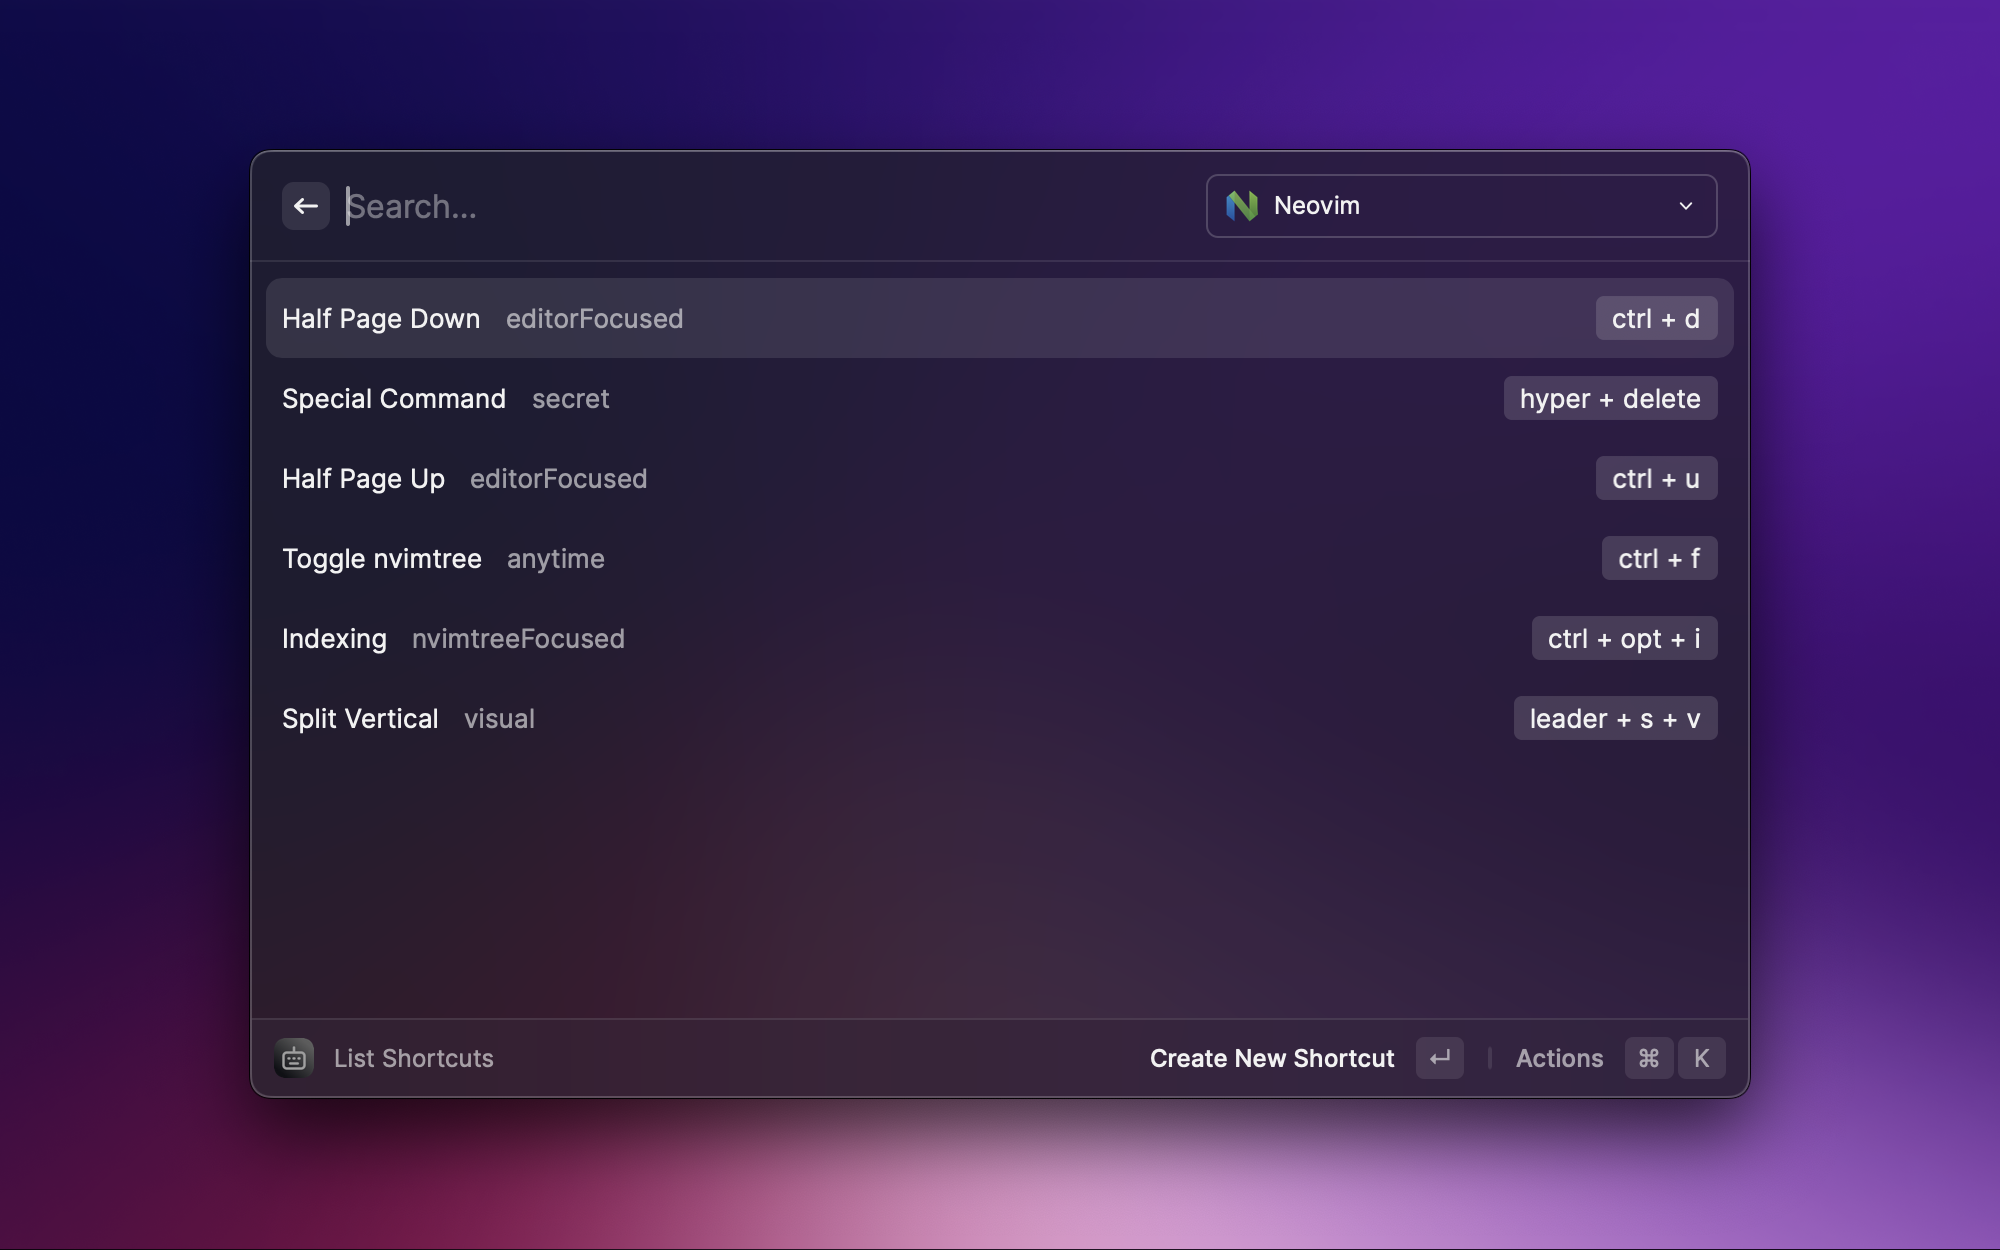 Search...
Neovim
Half Page Down editorFocused ctrl + d
Special Command secret hyper + delete
Half Page Up editorFocused ctrl + u
Toggle nvimtree anytime ctrl + f
Indexing nvimtreeFocused ctrl + opt + i
Split Vertical visual leader + s + v
List Shortcuts Create New Shortcut ↵ Actions ⌘ K